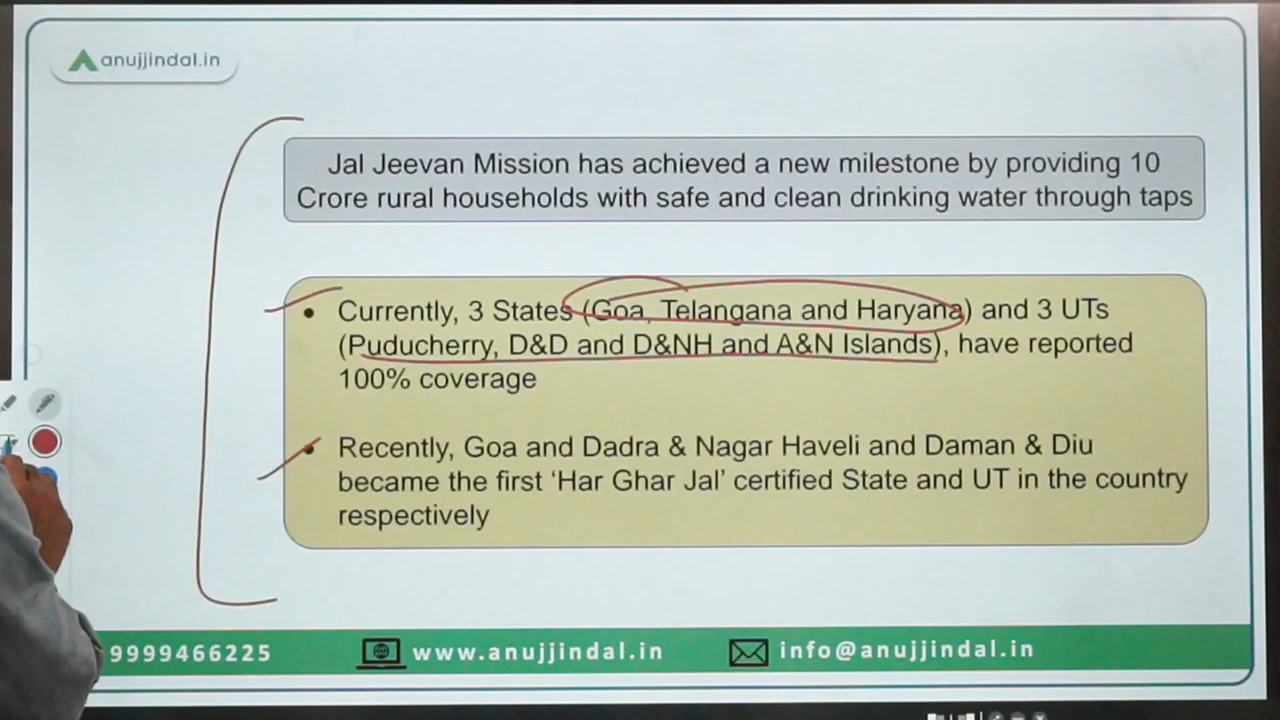 anujjindal.in
Jal Jeevan Mission has achieved a new milestone by providing 10
Crore rural households with safe and clean drinking water through taps
• Currently, 3 States (Goa, Telangana and Haryana) and 3 UTs
(Puducherry, D&D and D&NH and A&N Islands), have reported
100% coverage
• Recently, Goa and Dadra & Nagar Haveli and Daman & Diu
became the first ‘Har Ghar Jal’ certified State and UT in the country
respectively
9999466225 www.anujjindal.in info@anujjindal.in